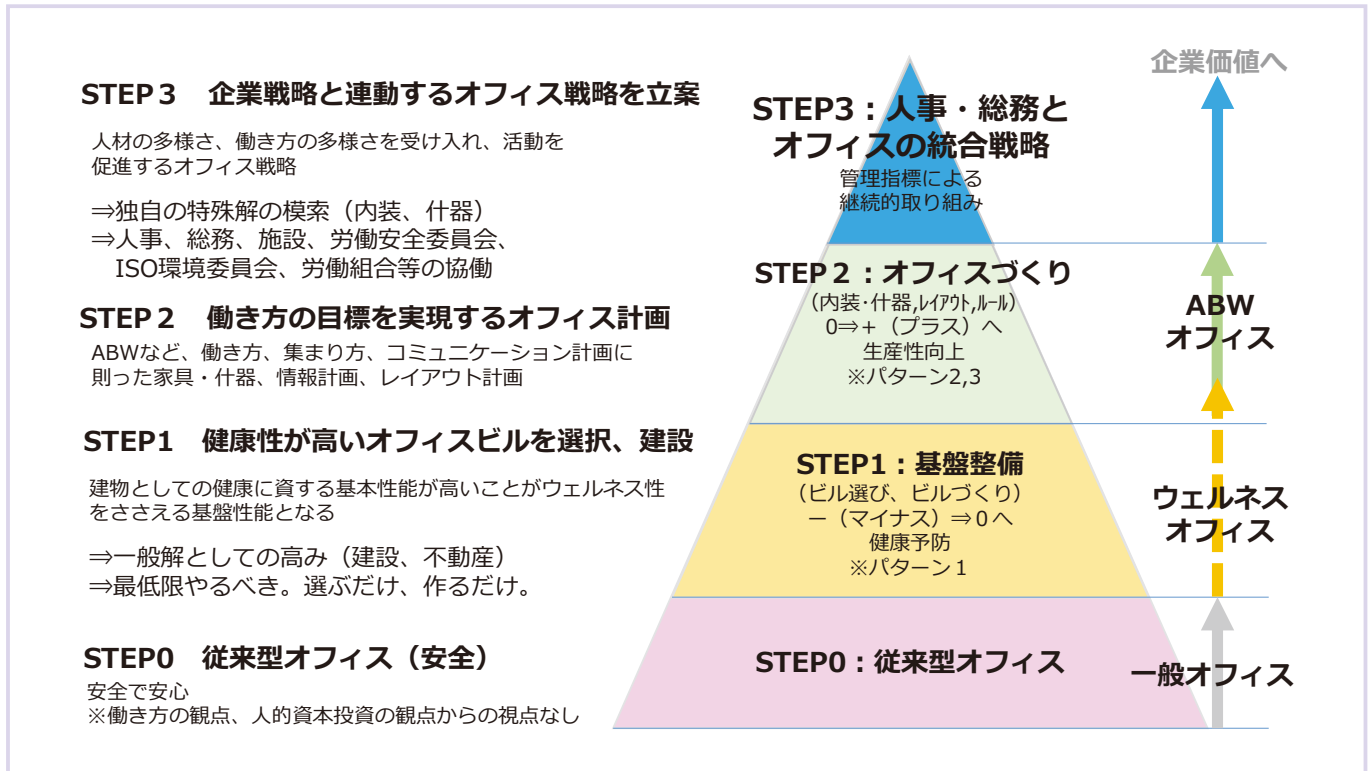 STEP３　企業戦略と連動するオフィス戦略を立案
人材の多様さ、働き方の多様さを受け入れ、活動を
促進するオフィス戦略
⇒独自の特殊解の模索（内装、什器）
⇒人事、総務、施設、労働安全委員会、
ISO環境委員会、労働組合等の協働
STEP２　働き方の目標を実現するオフィス計画
ABWなど、働き方、集まり方、コミュニケーション計画に
則った家具・什器、情報計画、レイアウト計画
STEP1　健康性が高いオフィスビルを選択、建設
建物としての健康に資する基本性能が高いことがウェルネス性
をささえる基盤性能となる
⇒一般解としての高み（建設、不動産）
⇒最低限やるべき。選ぶだけ、作るだけ。
STEP0　従来型オフィス（安全）
安全で安心
※働き方の観点、人的資本投資の観点からの視点なし
STEP3：人事・総務と
オフィスの統合戦略
管理指標による
継続的取り組み
STEP２：オフィスづくり
（内装･什器,ﾚｲｱｳﾄ,ﾙｰﾙ）
0⇒＋（プラス）へ
生産性向上
※パターン2,3
STEP1：基盤整備
（ビル選び、ビルづくり）
－（マイナス）⇒０へ
健康予防
※パターン１
STEP0：従来型オフィス
企業価値へ
ABW
オフィス
ウェルネス
オフィス
一般オフィス